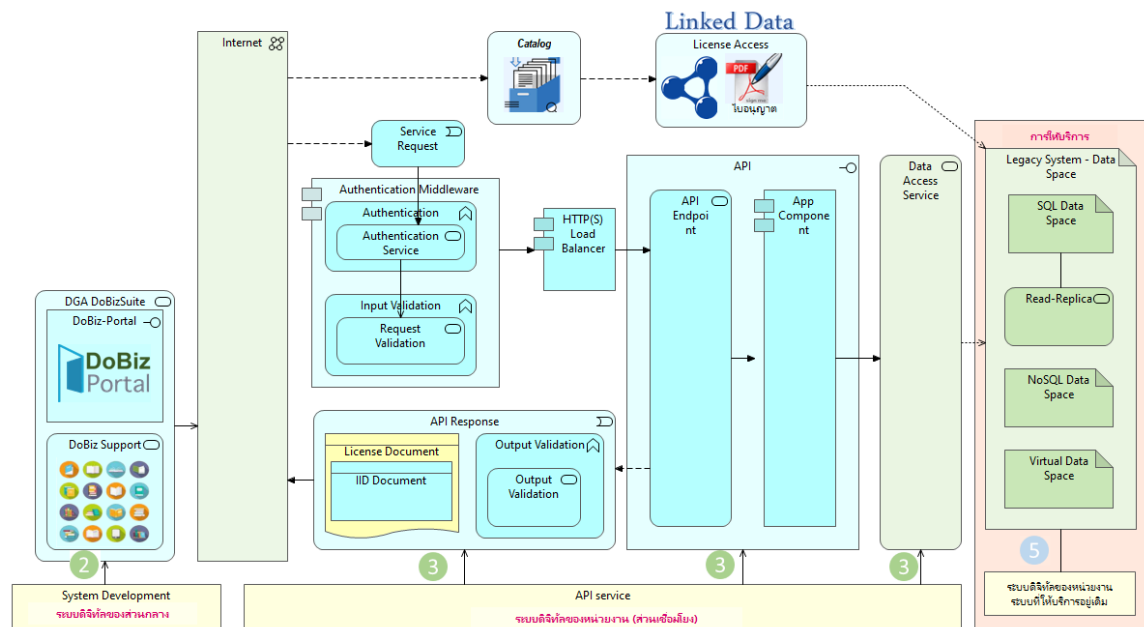 Linked Data
Internet
Catalog
License Access
PDF
ใบอนุญาต
การให้บริการ
Service
Request
Authentication Middleware
Authentication
Authentication
Service
Input Validation
Request
Validation
HTTP(S)
Load
Balancer
API
API
Endpoi
nt
App
Compone
nt
Data
Access
Service
Legacy System - Data
Space
SQL Data
Space
Read-Replica
NoSQL Data
Space
Virtual Data
Space
DGA DoBizSuite
DoBiz-Portal
DoBiz
Portal
DoBiz Support
API Response
License Document
IID Document
Output Validation
Output
Validation
2
3
3
3
5
System Development
ระบบดิจิทัลของส่วนกลาง
API service
ระบบดิจิทัลของหน่วยงาน (ส่วนเชื่อมโยง)
ระบบดิจิทัลของหน่วยงาน
ระบบที่ให้บริการอยู่เดิม